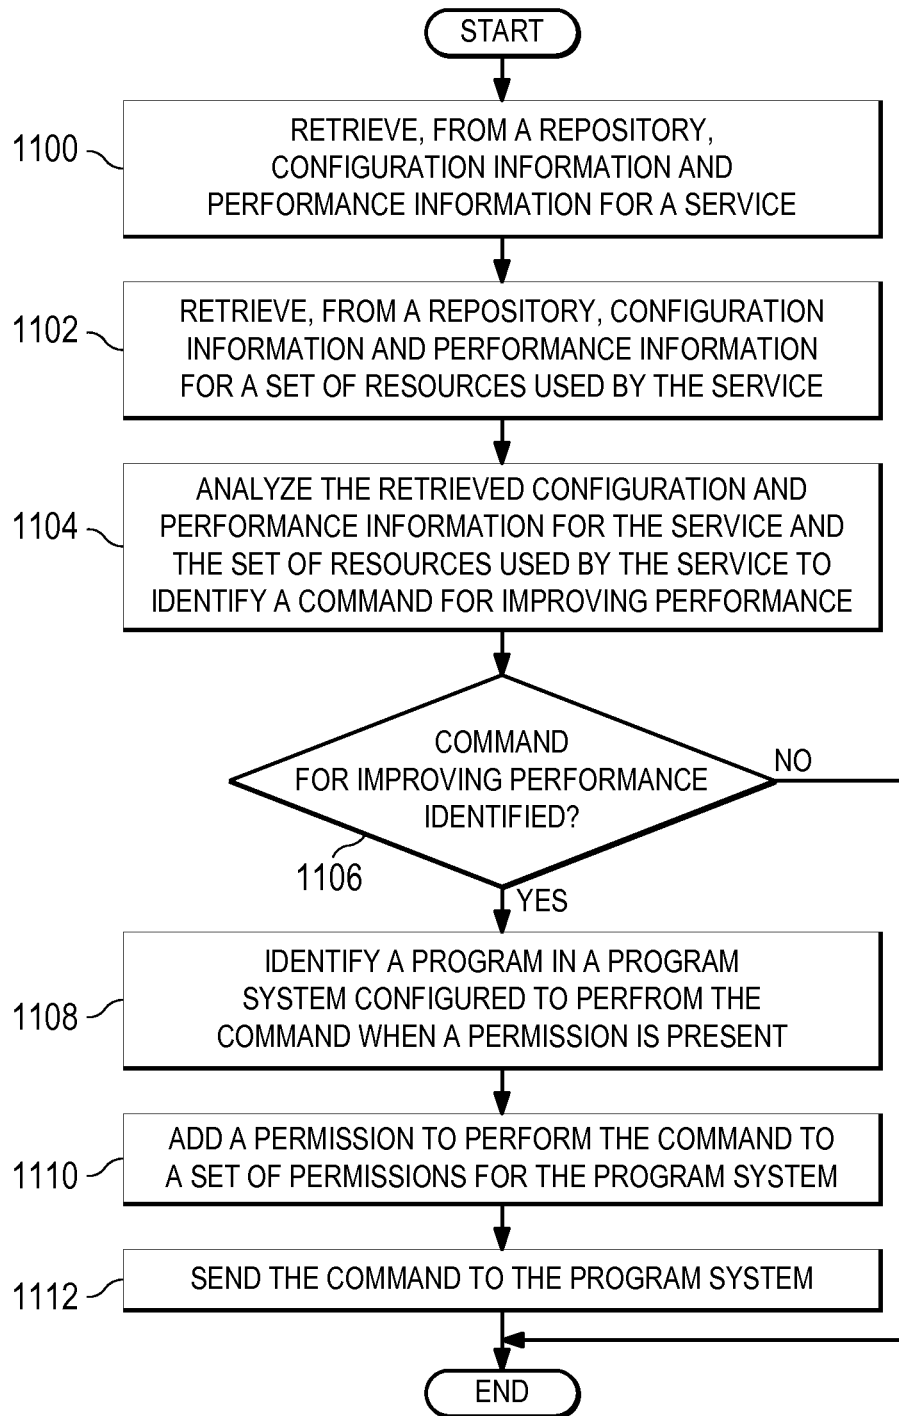 START
1100
RETRIEVE, FROM A REPOSITORY,
CONFIGURATION INFORMATION AND
PERFORMANCE INFORMATION FOR A SERVICE
1102
RETRIEVE, FROM A REPOSITORY, CONFIGURATION
INFORMATION AND PERFORMANCE INFORMATION
FOR A SET OF RESOURCES USED BY THE SERVICE
1104
ANALYZE THE RETRIEVED CONFIGURATION AND
PERFORMANCE INFORMATION FOR THE SERVICE AND
THE SET OF RESOURCES USED BY THE SERVICE TO
IDENTIFY A COMMAND FOR IMPROVING PERFORMANCE
COMMAND
FOR IMPROVING PERFORMANCE
IDENTIFIED?
NO
1106
YES
1108
IDENTIFY A PROGRAM IN A PROGRAM
SYSTEM CONFIGURED TO PERFROM THE
COMMAND WHEN A PERMISSION IS PRESENT
1110
ADD A PERMISSION TO PERFORM THE COMMAND TO
A SET OF PERMISSIONS FOR THE PROGRAM SYSTEM
1112
SEND THE COMMAND TO THE PROGRAM SYSTEM
END